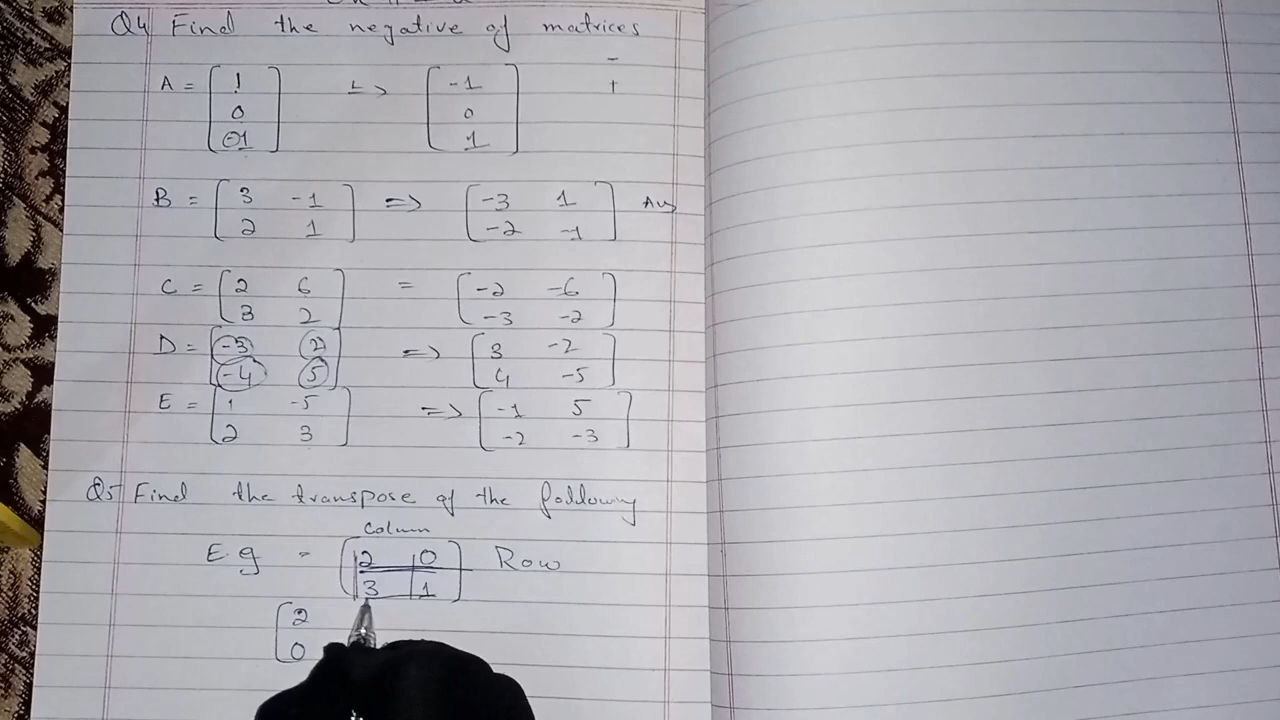 Q4 Find the negative of matrices
A = [1 => [-1 -
0 0 +
-1] 1]
B = [3 -1 => [-3 1 Ans
2 1] -2 -1]
C = [2 6 = [-2 -6
3 2] -3 -2]
D = [-3 2 => [3 -2
-4 5] 4 -5]
E = [1 -5 => [-1 5
2 3] -2 -3]
Q5 Find the transpose of the following
Column
E.g = [2 0 Row
3 1]
[2
0